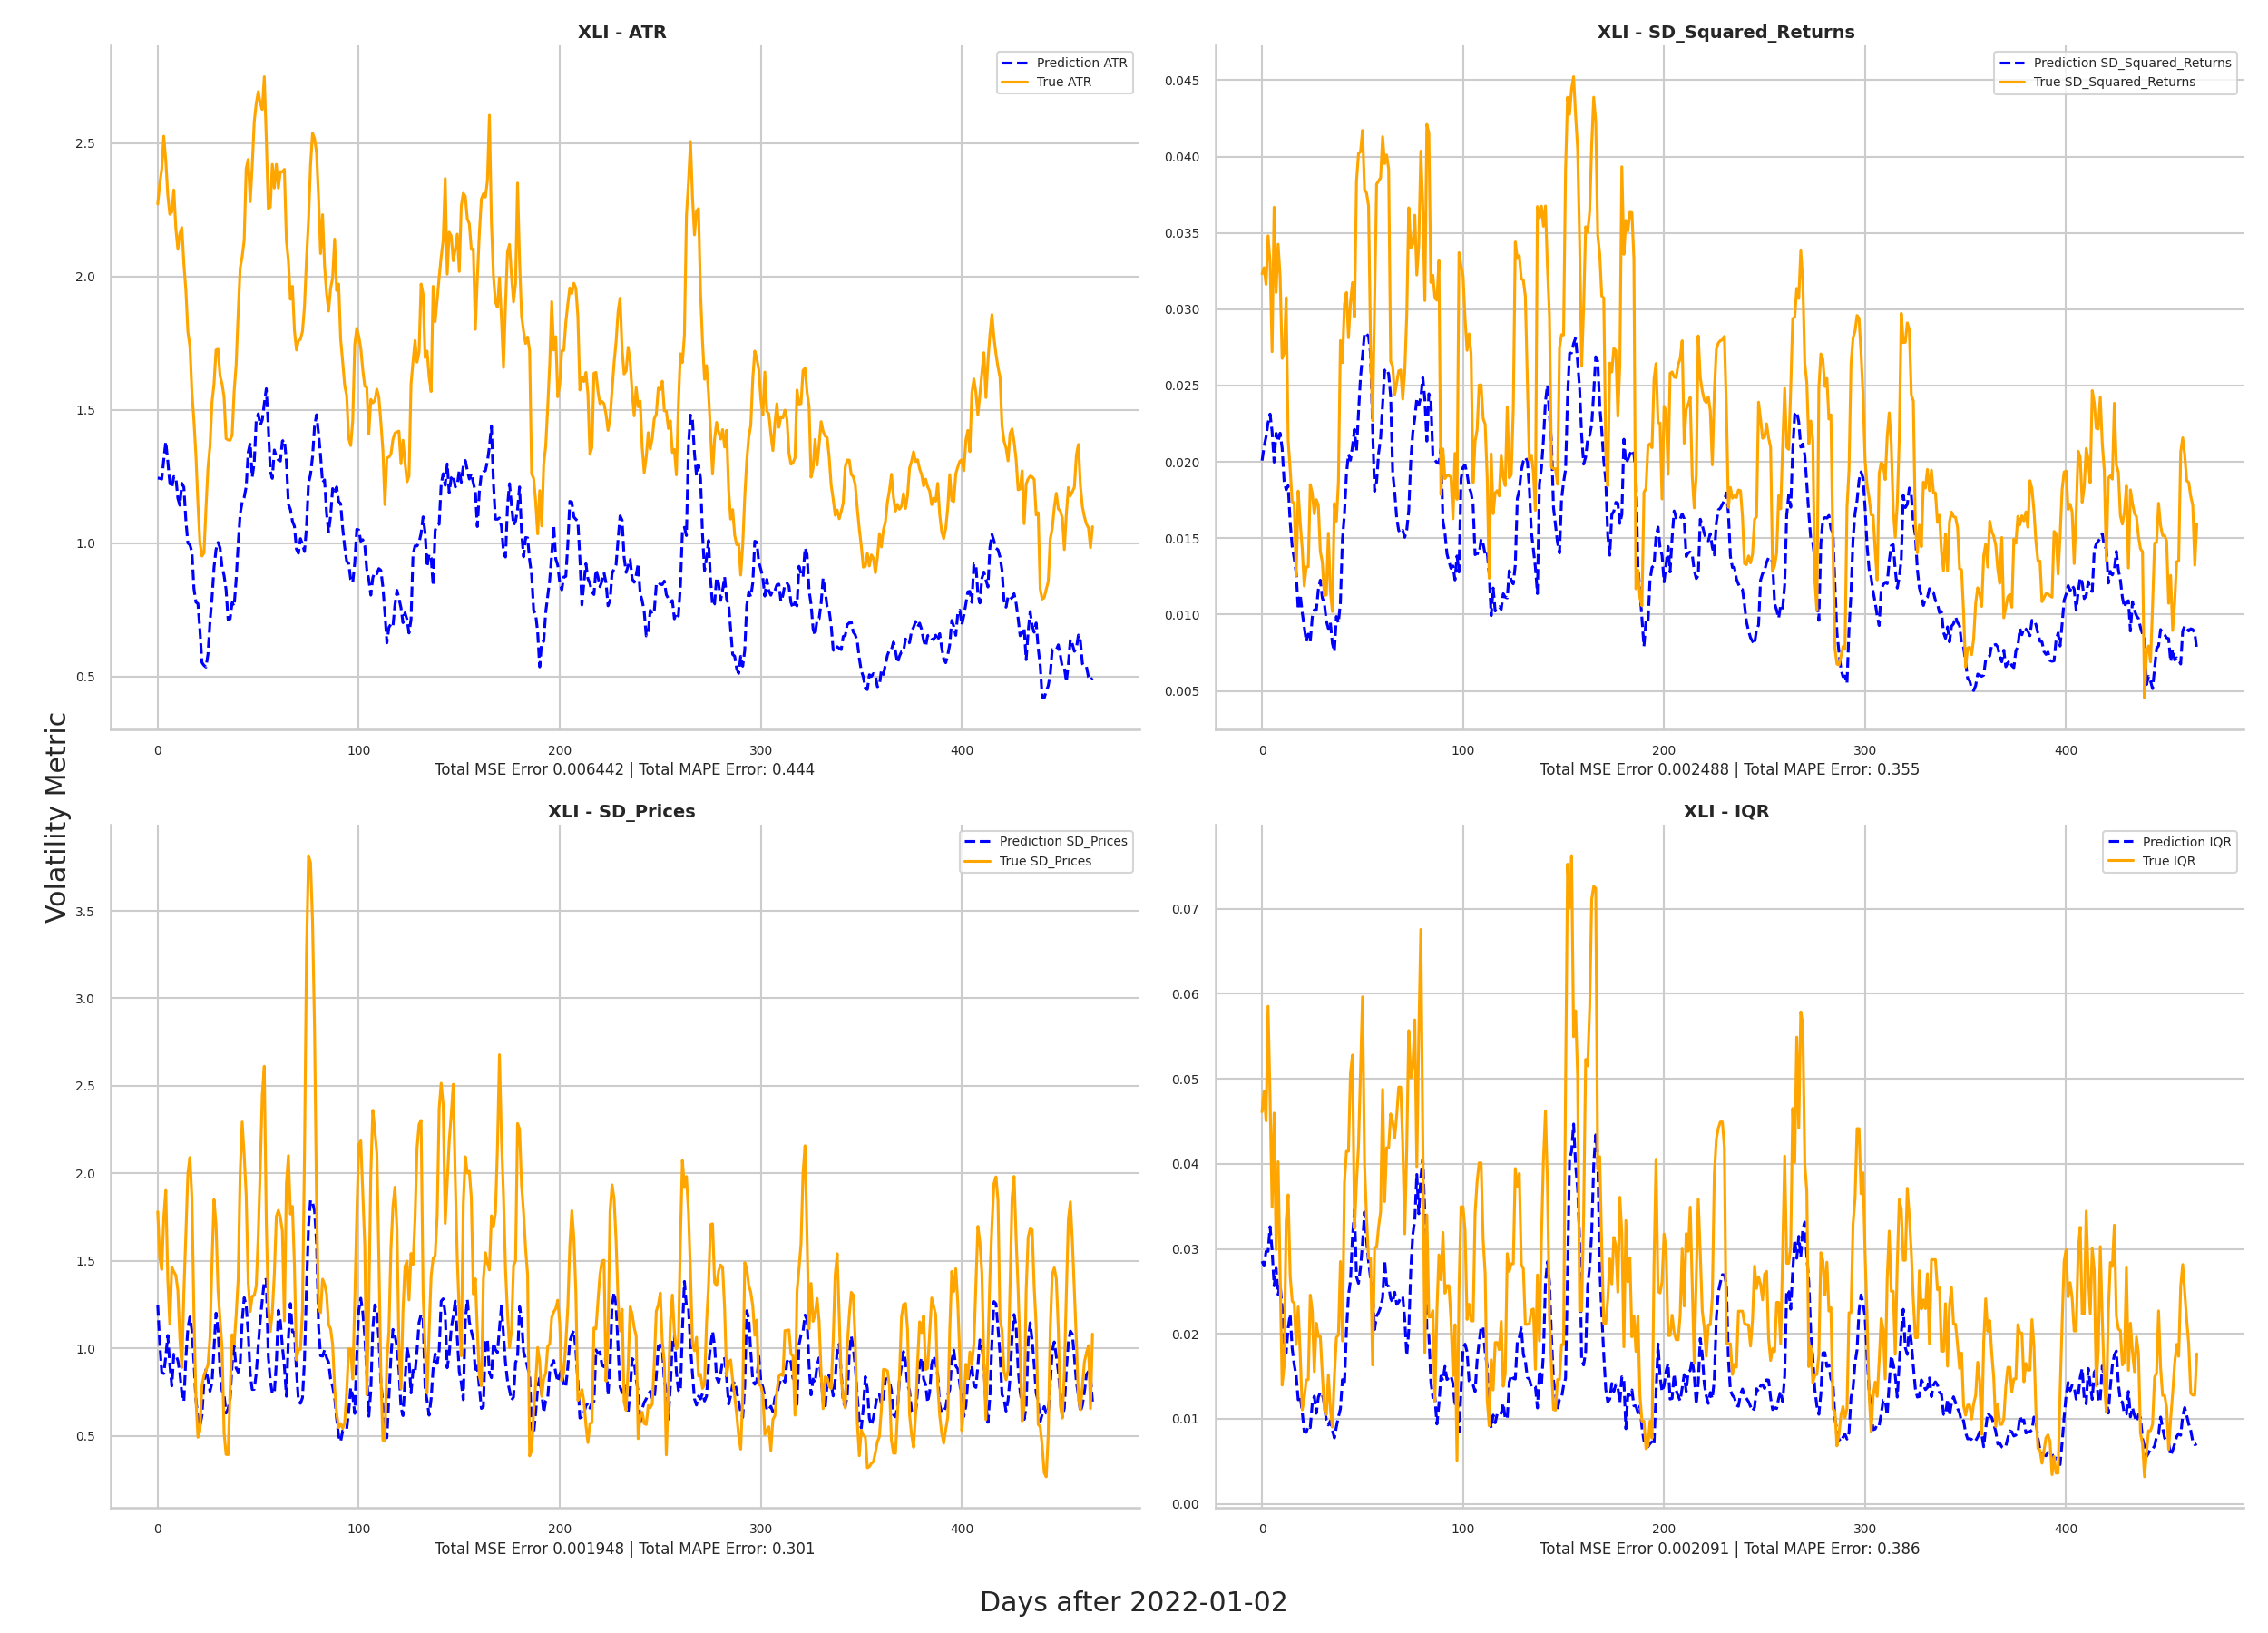 XLI - ATR
Prediction ATR
True ATR
2.5
2.0
1.5
1.0
0.5
0 100 200 300 400
Total MSE Error 0.006442 | Total MAPE Error: 0.444
XLI - SD_Squared_Returns
Prediction SD_Squared_Returns
True SD_Squared_Returns
0.045
0.040
0.035
0.030
0.025
0.020
0.015
0.010
0.005
0 100 200 300 400
Total MSE Error 0.002488 | Total MAPE Error: 0.355
Volatility Metric
XLI - SD_Prices
Prediction SD_Prices
True SD_Prices
3.5
3.0
2.5
2.0
1.5
1.0
0.5
0 100 200 300 400
Total MSE Error 0.001948 | Total MAPE Error: 0.301
XLI - IQR
Prediction IQR
True IQR
0.07
0.06
0.05
0.04
0.03
0.02
0.01
0.00
0 100 200 300 400
Total MSE Error 0.002091 | Total MAPE Error: 0.386
Days after 2022-01-02